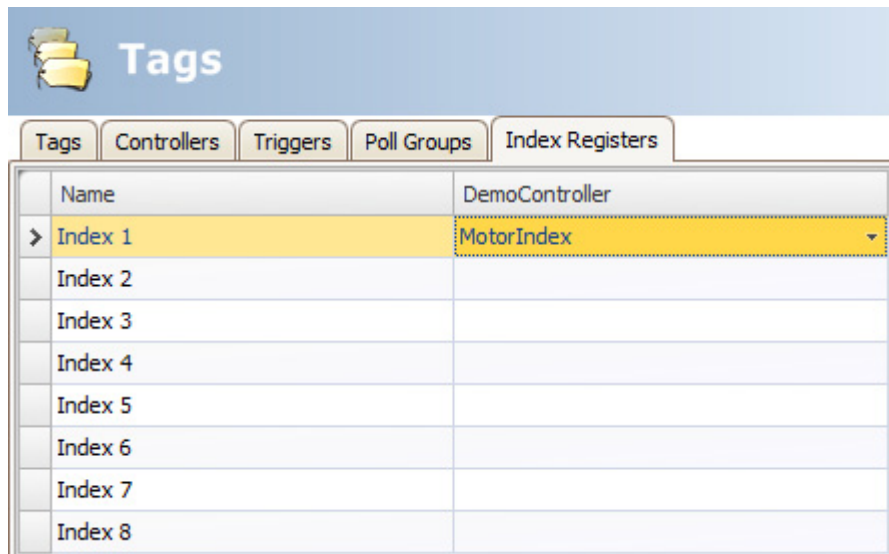 Tags
Tags Controllers Triggers Poll Groups Index Registers
Name DemoController
Index 1 MotorIndex
Index 2
Index 3
Index 4
Index 5
Index 6
Index 7
Index 8